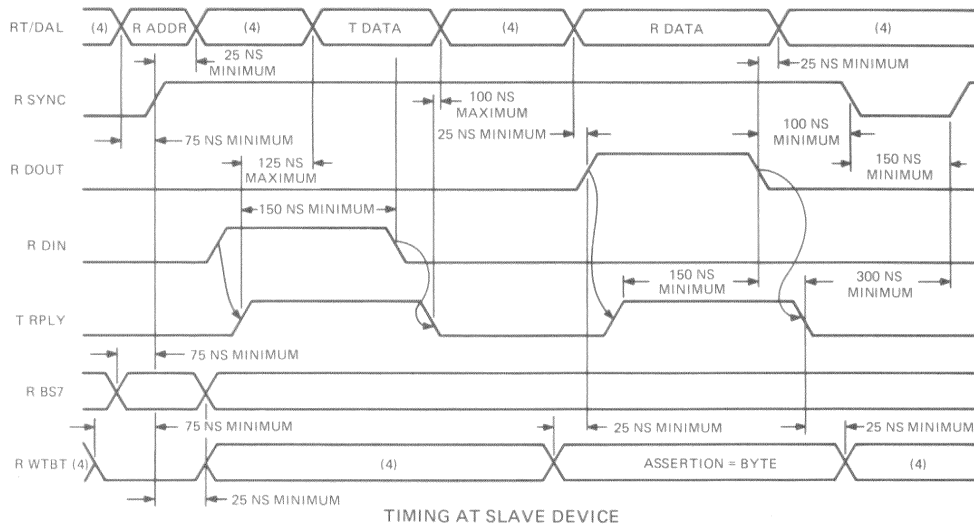 RT/DAL (4) R ADDR (4) T DATA (4) R DATA (4)
25 NS
MINIMUM
25 NS MINIMUM
R SYNC
100 NS
MAXIMUM
75 NS MINIMUM
25 NS MINIMUM
100 NS
MINIMUM
R DOUT
125 NS
MAXIMUM
150 NS
MINIMUM
150 NS MINIMUM
R DIN
150 NS
MINIMUM
300 NS
MINIMUM
T RPLY
75 NS MINIMUM
R BS7
75 NS MINIMUM
25 NS MINIMUM
25 NS MINIMUM
R WTBT (4) (4) ASSERTION = BYTE (4)
25 NS MINIMUM
TIMING AT SLAVE DEVICE